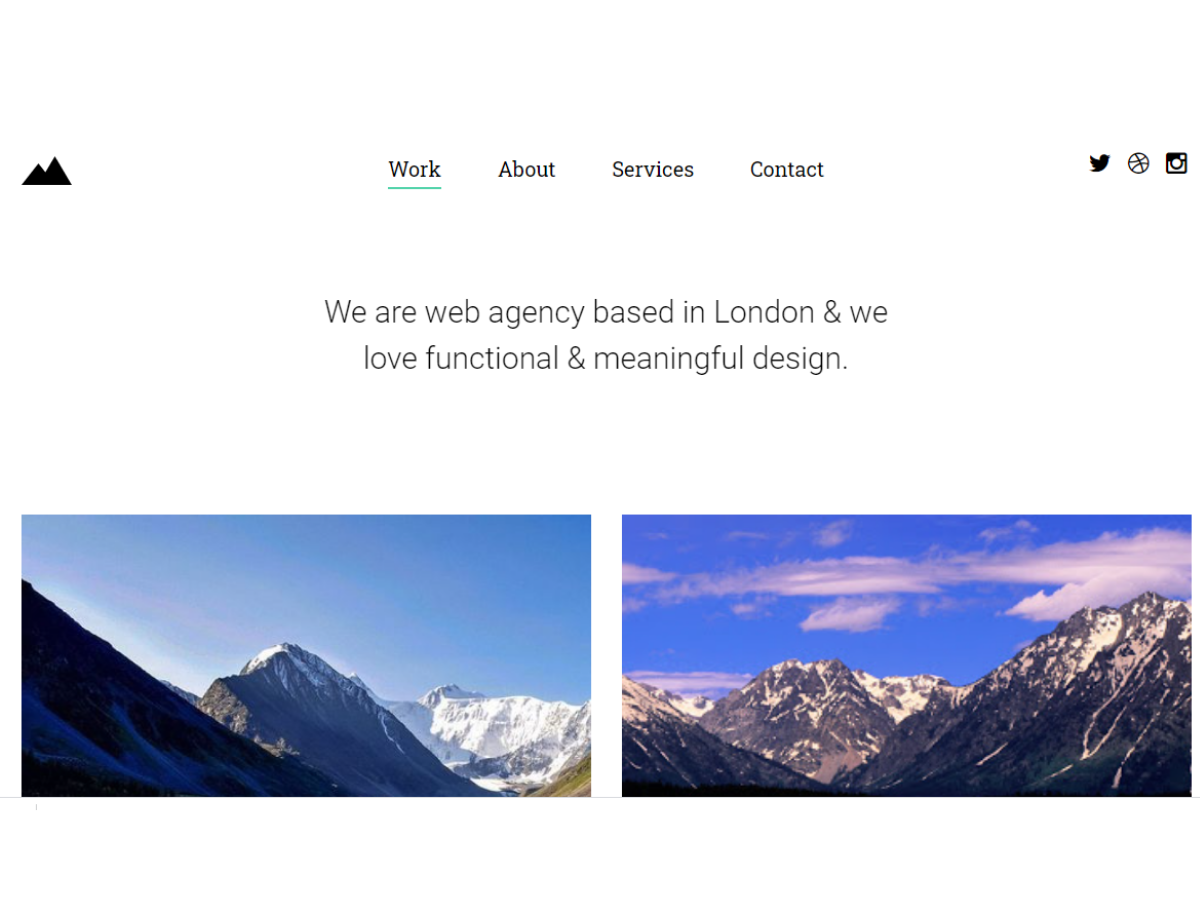 Work About Services Contact
We are web agency based in London & we
love functional & meaningful design.